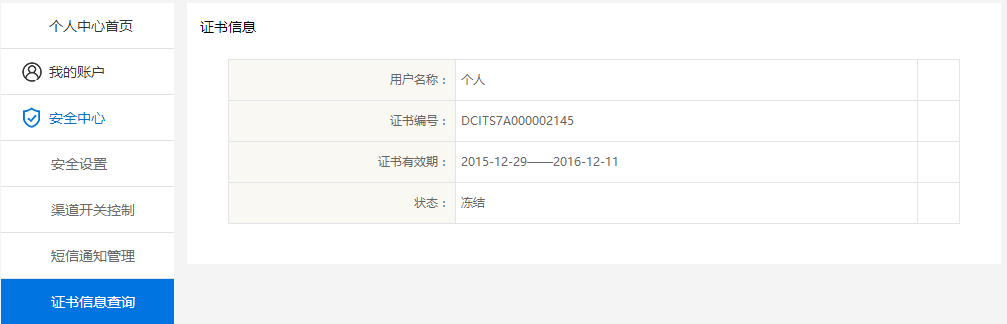 个人中心首页
我的账户
安全中心
安全设置
渠道开关控制
短信通知管理
证书信息查询
证书信息
用户名称： 个人
证书编号： DCITS7A000002145
证书有效期： 2015-12-29——2016-12-11
状态： 冻结